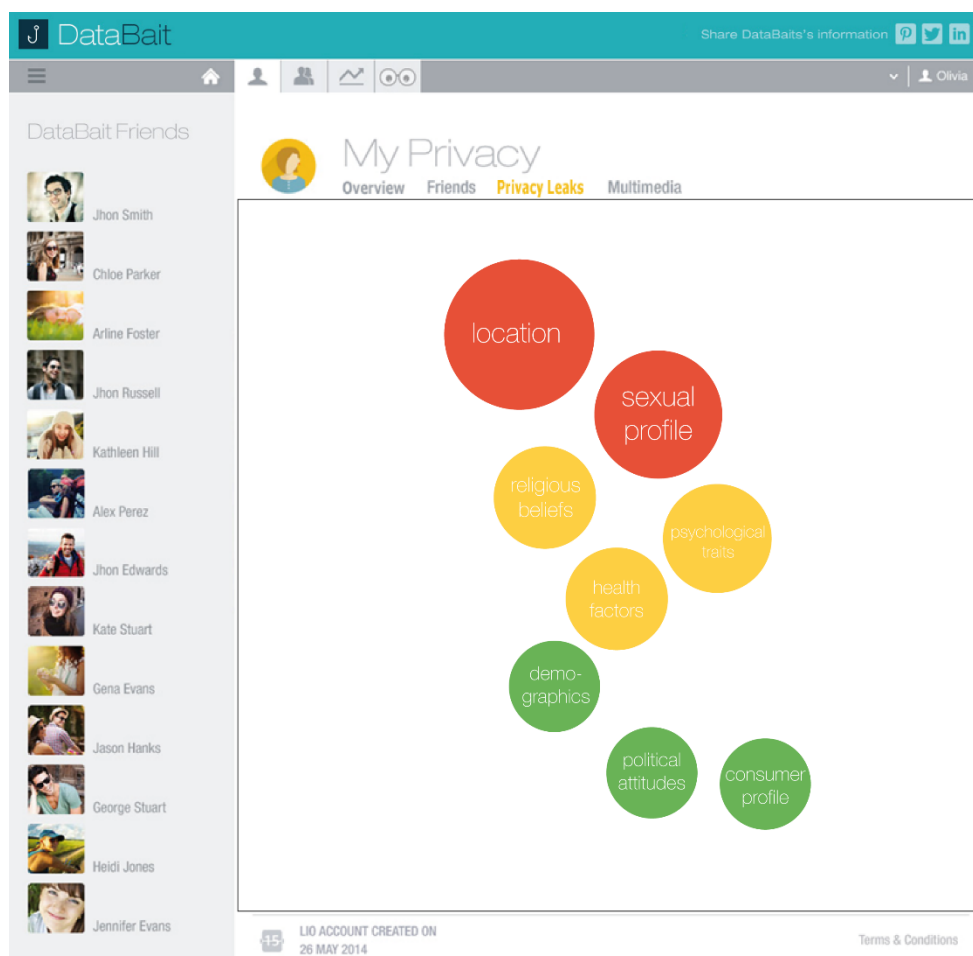 DataBait
Share DataBaits's information
Olivia
DataBait Friends
Jhon Smith
Chloe Parker
Arline Foster
Jhon Russell
Kathleen Hill
Alex Perez
Jhon Edwards
Kate Stuart
Gena Evans
Jason Hanks
George Stuart
Heidi Jones
Jennifer Evans
My Privacy
Overview Friends Privacy Leaks Multimedia
location
sexual
profile
religious
beliefs
psychological
traits
health
factors
demo-
graphics
political
attitudes
consumer
profile
15
LIO ACCOUNT CREATED ON
26 MAY 2014
Terms & Conditions